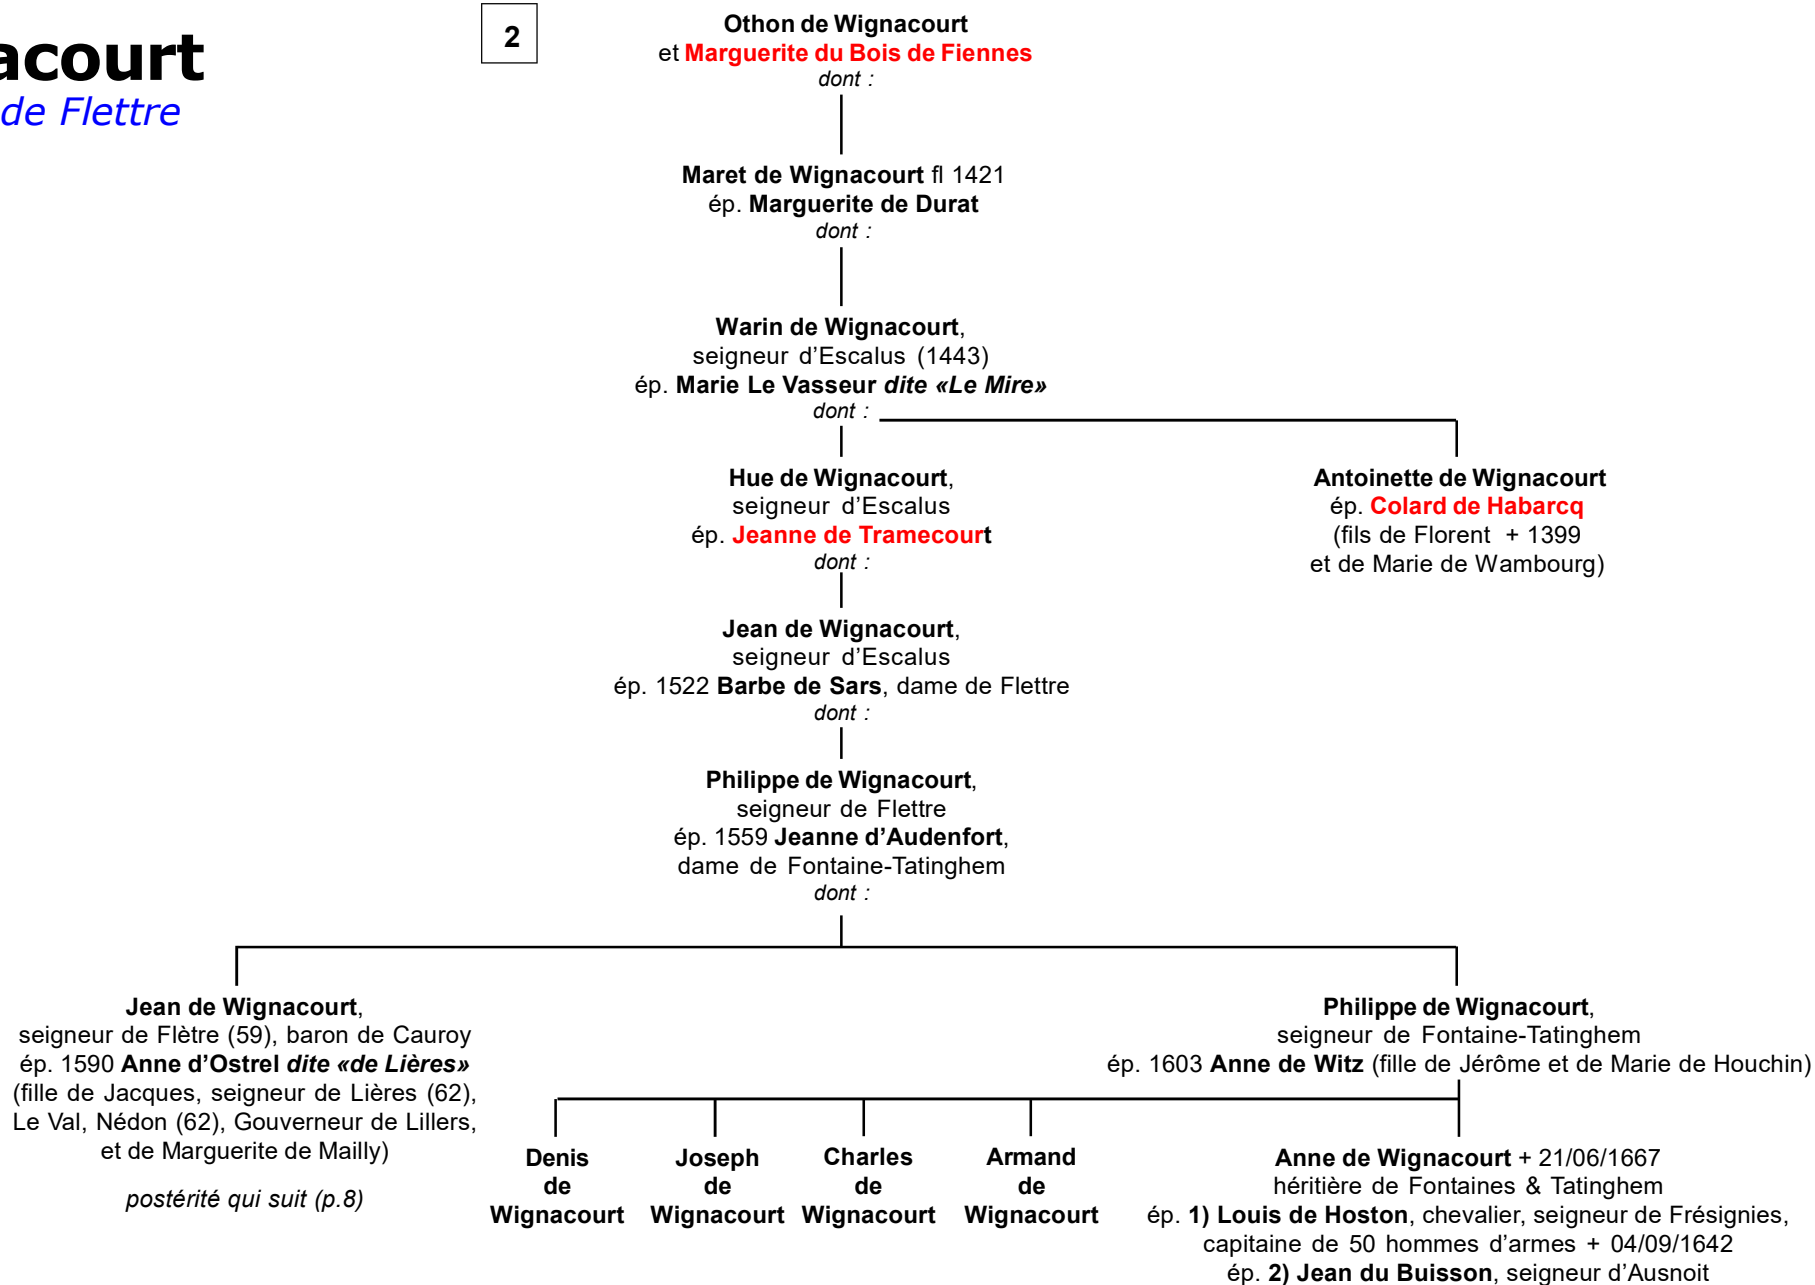 acourt
de Flettre
2
Othon de Wignacourt
et Marguerite du Bois de Fiennes
dont :
Maret de Wignacourt fl 1421
ép. Marguerite de Durat
dont :
Warin de Wignacourt,
seigneur d’Escalus (1443)
ép. Marie Le Vasseur dite «Le Mire»
dont :
Hue de Wignacourt,
seigneur d’Escalus
ép. Jeanne de Tramecourt
dont :
Antoinette de Wignacourt
ép. Colard de Habarcq
(fils de Florent + 1399
et de Marie de Wambourg)
Jean de Wignacourt,
seigneur d’Escalus
ép. 1522 Barbe de Sars, dame de Flettre
dont :
Philippe de Wignacourt,
seigneur de Flettre
ép. 1559 Jeanne d’Audenfort,
dame de Fontaine-Tatinghem
dont :
Jean de Wignacourt,
seigneur de Flètre (59), baron de Cauroy
ép. 1590 Anne d’Ostrel dite «de Lières»
(fille de Jacques, seigneur de Lières (62),
Le Val, Nédon (62), Gouverneur de Lillers,
et de Marguerite de Mailly)
postérité qui suit (p.8)
Philippe de Wignacourt,
seigneur de Fontaine-Tatinghem
ép. 1603 Anne de Witz (fille de Jérôme et de Marie de Houchin)
Denis
de
Wignacourt
Joseph
de
Wignacourt
Charles
de
Wignacourt
Armand
de
Wignacourt
Anne de Wignacourt + 21/06/1667
héritière de Fontaines & Tatinghem
ép. 1) Louis de Hoston, chevalier, seigneur de Frésignies,
capitaine de 50 hommes d’armes + 04/09/1642
ép. 2) Jean du Buisson, seigneur d’Ausnoit